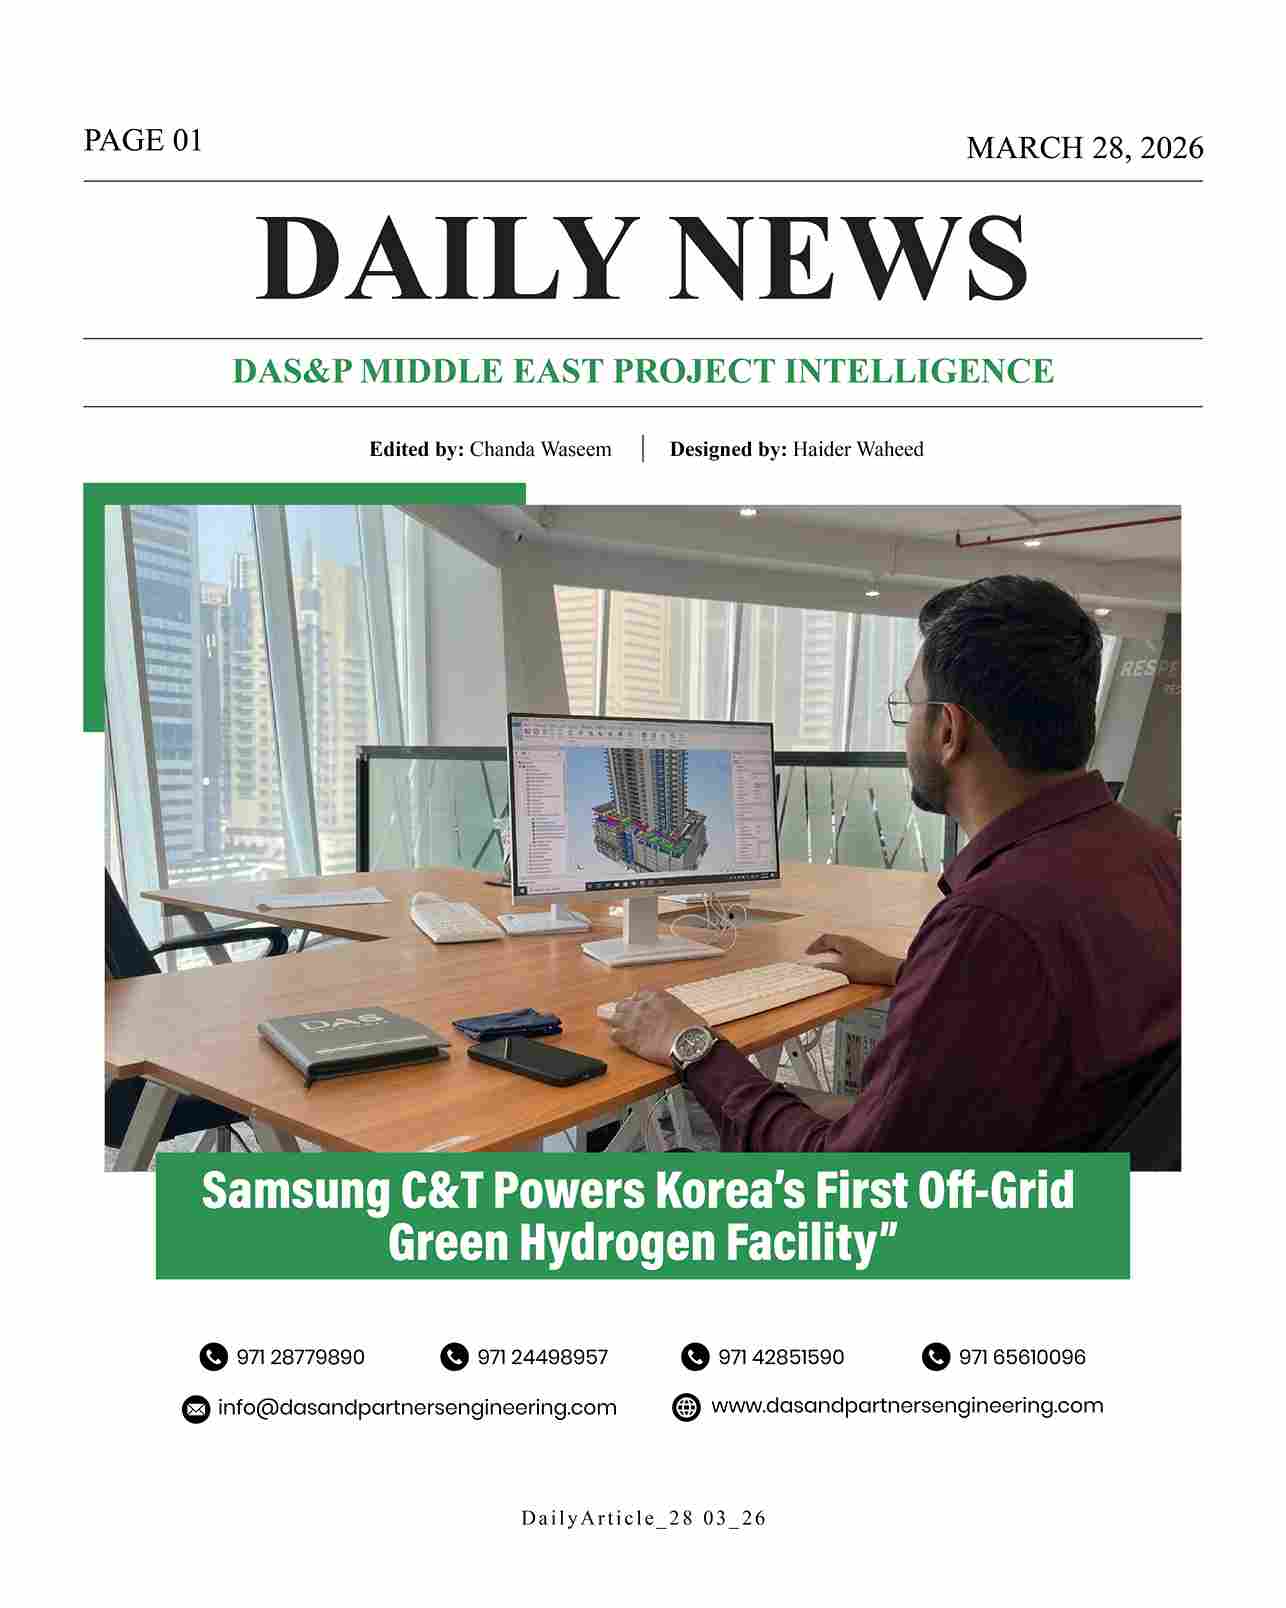 PAGE 01
MARCH 28, 2026
DAILY NEWS
DAS&P MIDDLE EAST PROJECT INTELLIGENCE
Edited by: Chanda Waseem | Designed by: Haider Waheed
DAS
Samsung C&T Powers Korea’s First Off-Grid
Green Hydrogen Facility”
971 28779890 971 24498957 971 42851590 971 65610096
info@dasandpartnersengineering.com www.dasandpartnersengineering.com
DailyArticle_28 03_26